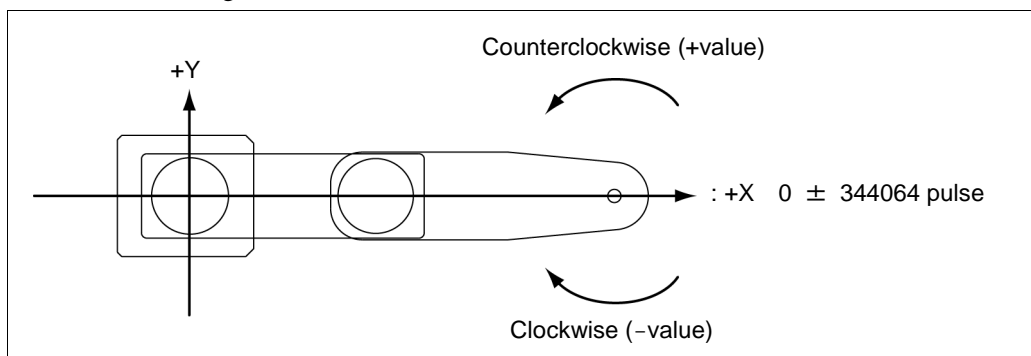 Counterclockwise (+value)
+Y
: +X 0 ± 344064 pulse
Clockwise (−value)